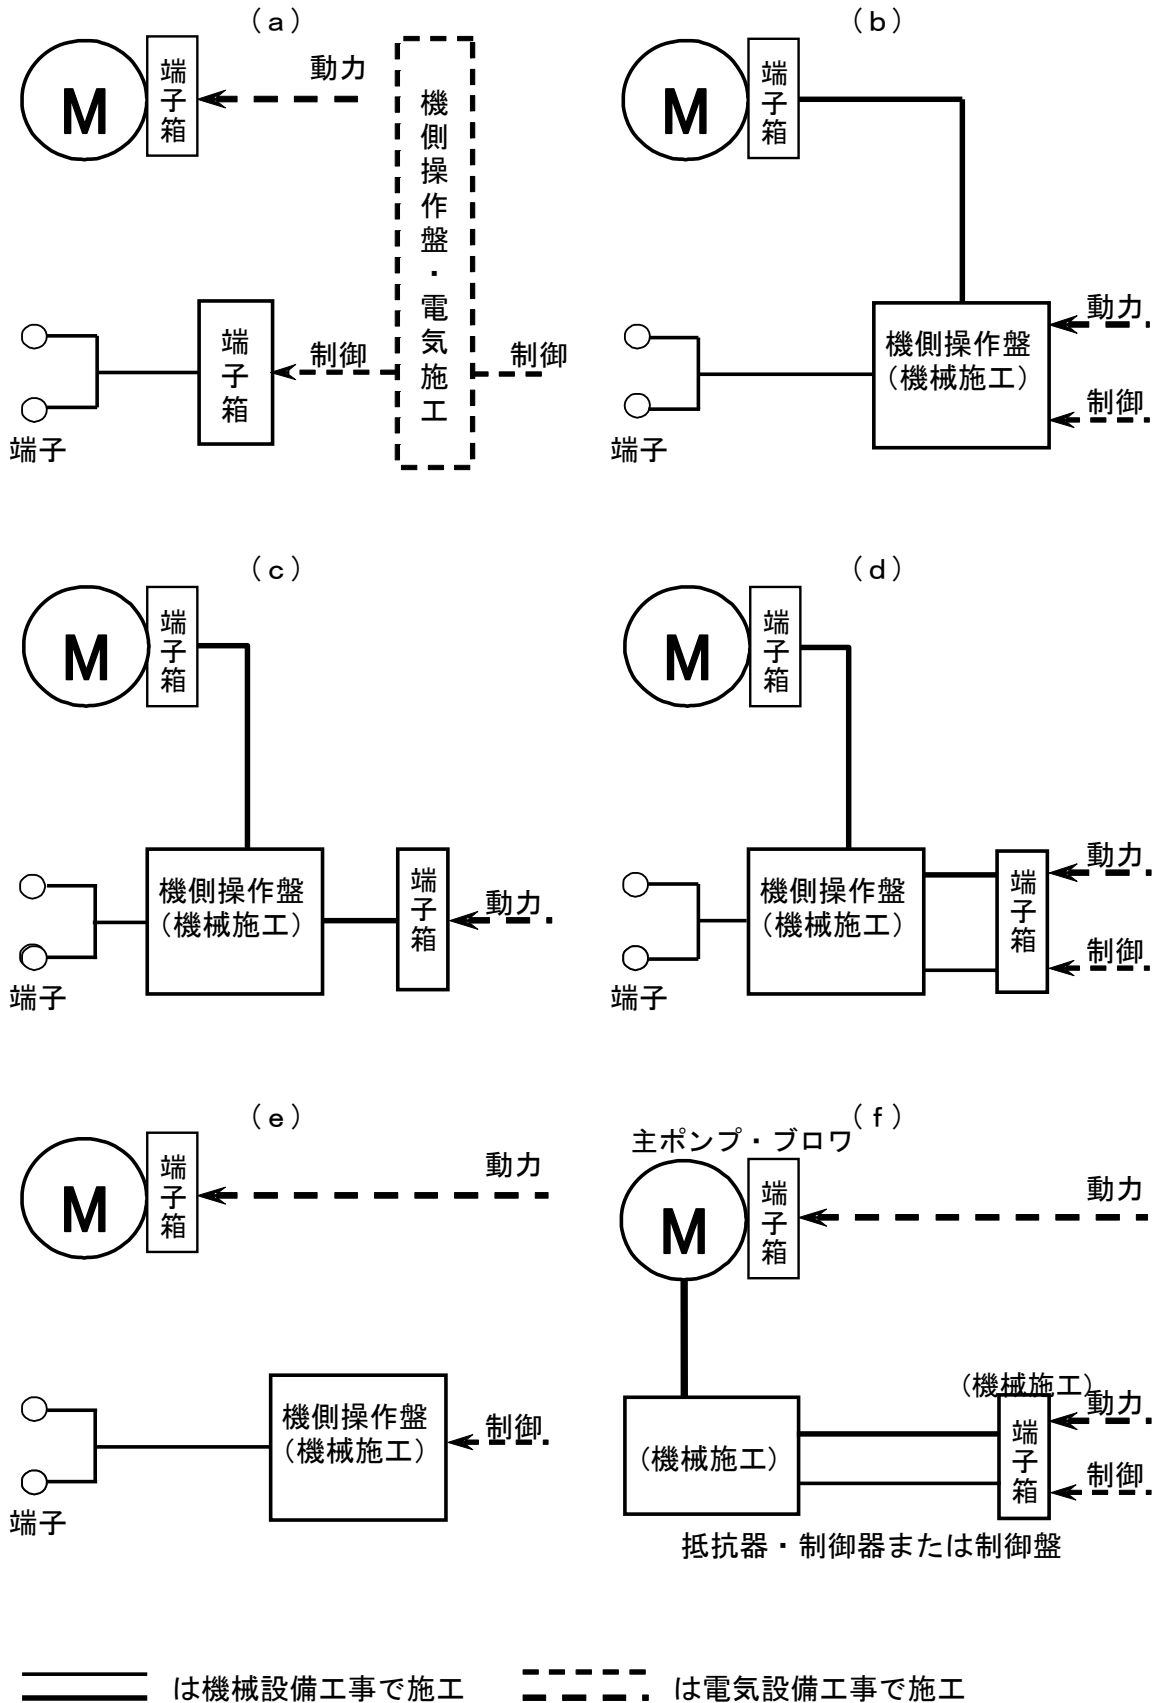 (a)
端子箱
M
動力
機側操作盤・電気施工
端子箱
制御
制御
端子
(b)
端子箱
M
動力
機側操作盤
(機械施工)
制御
端子
(c)
端子箱
M
機側操作盤
(機械施工)
端子箱
動力
端子
(d)
端子箱
M
動力
機側操作盤
(機械施工)
端子箱
制御
端子
(e)
端子箱
動力
M
機側操作盤
(機械施工)
制御
端子
(f)
主ポンプ・ブロワ
端子箱
動力
M
(機械施工)
動力
(機械施工)
端子箱
制御
抵抗器・制御器または制御盤
は機械設備工事で施工
は電気設備工事で施工